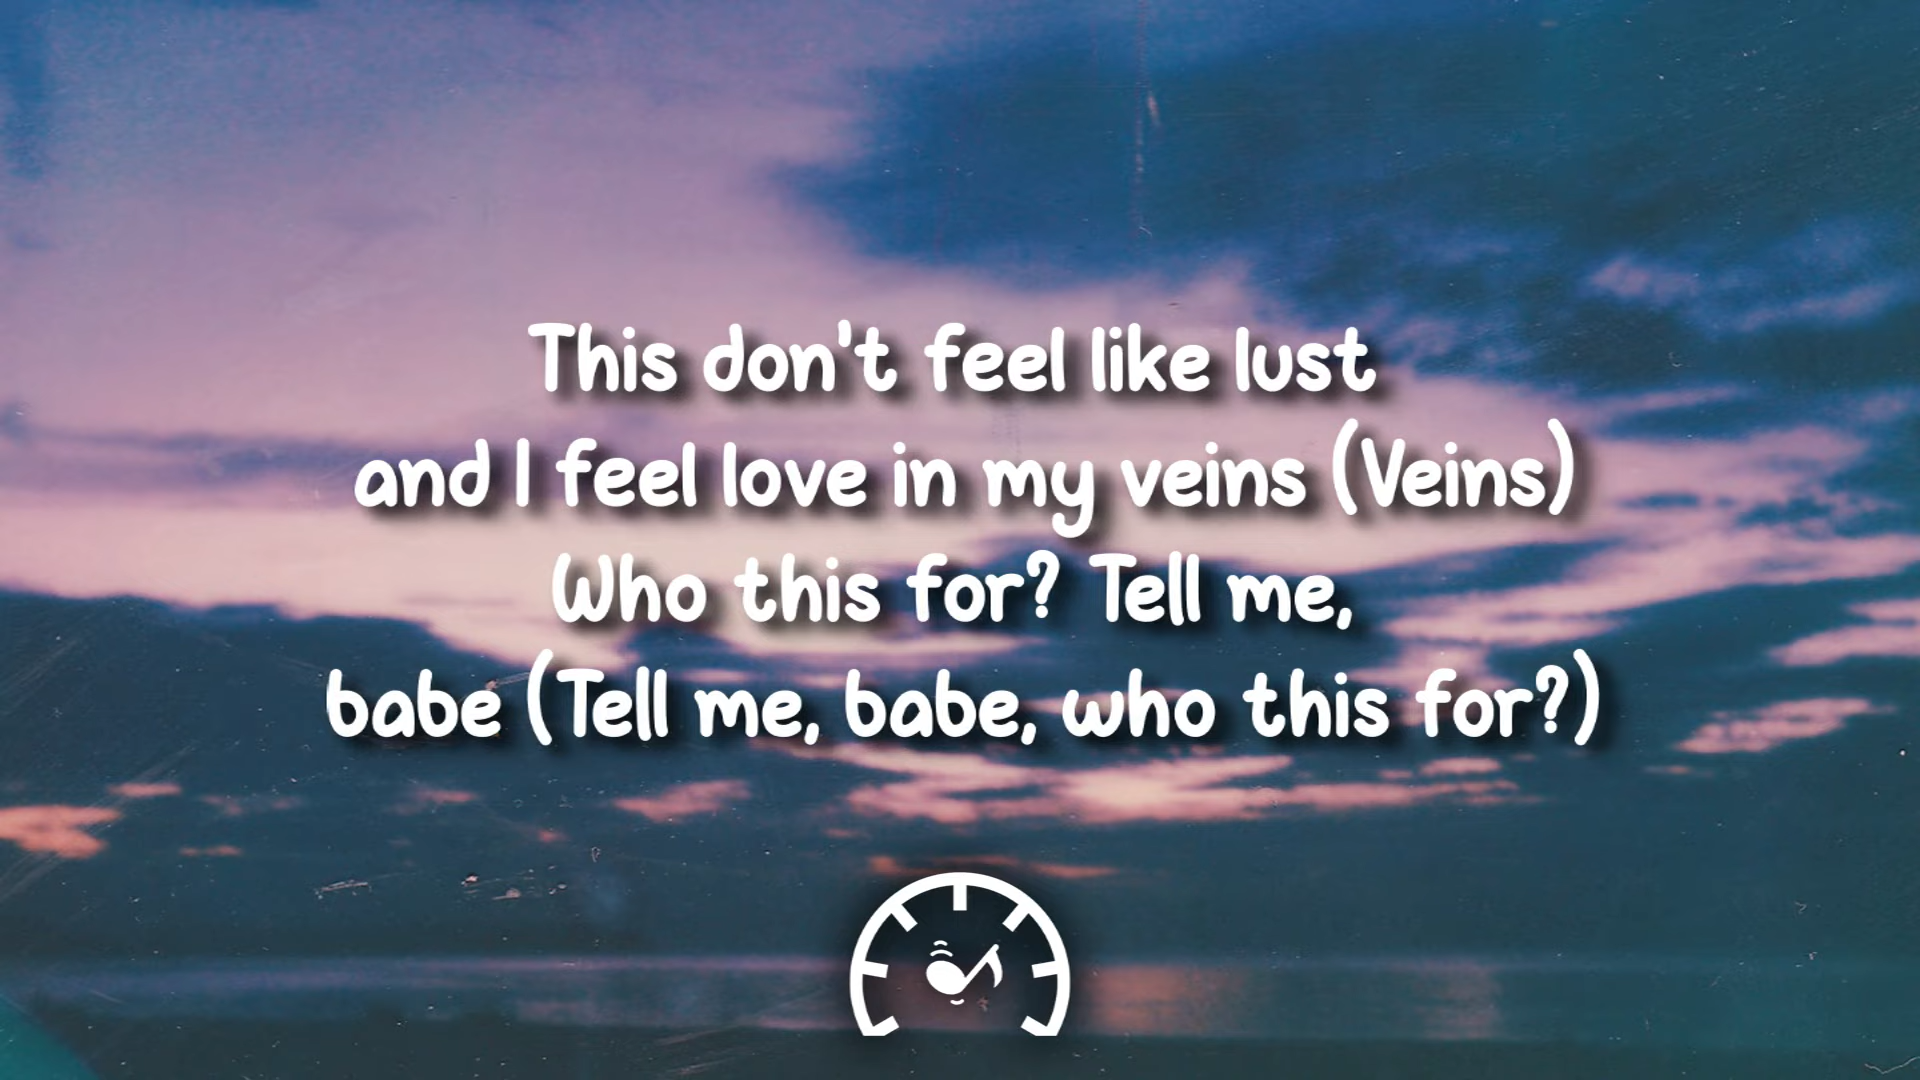 This don't feel like lust
and I feel love in my veins (Veins)
Who this for? Tell me,
babe (Tell me, babe, who this for?)